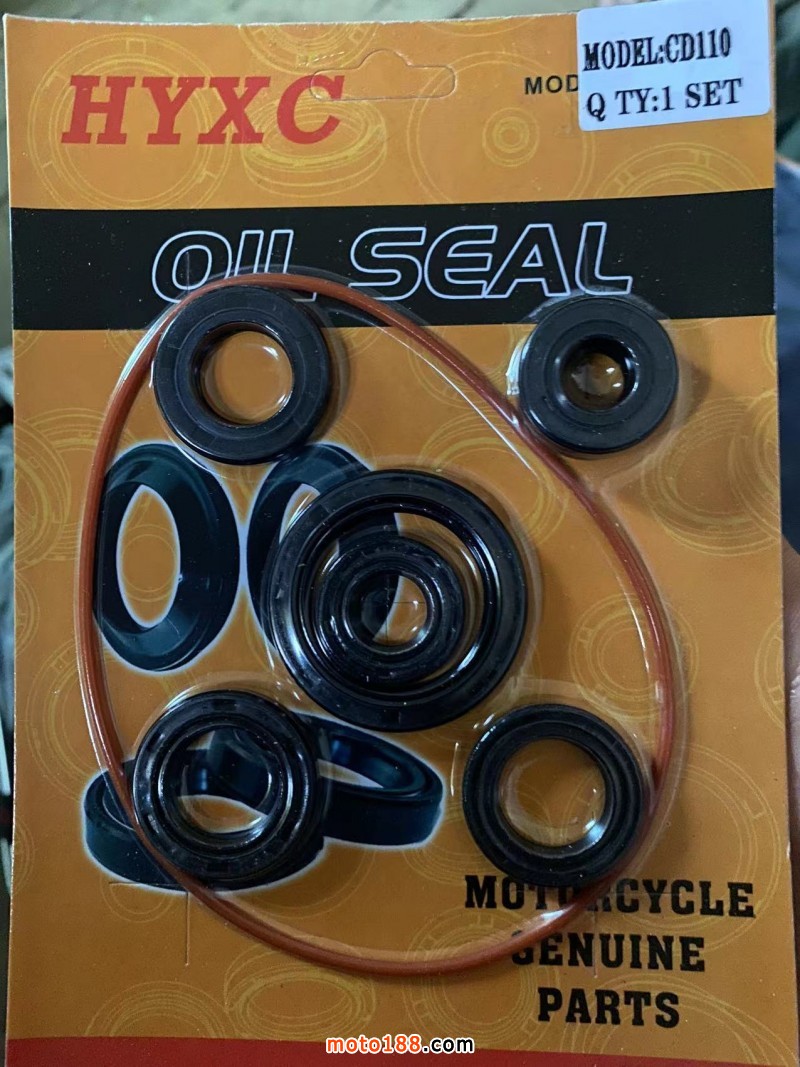 HYXC
MOD
MODEL:CD110
Q TY:1 SET
OIL SEAL
MOTORCYCLE
GENUINE
PARTS
moto188.com